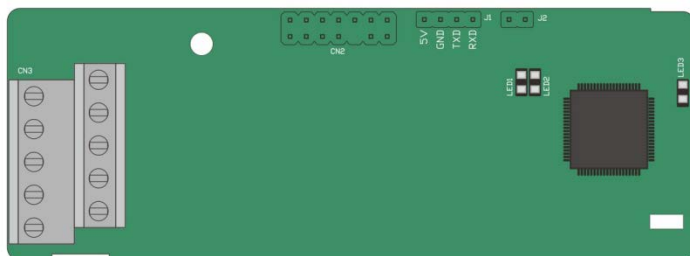 CN3
CN2
5V
GND
TXD
RXD
J1
J2
LED1
LED2
LED3